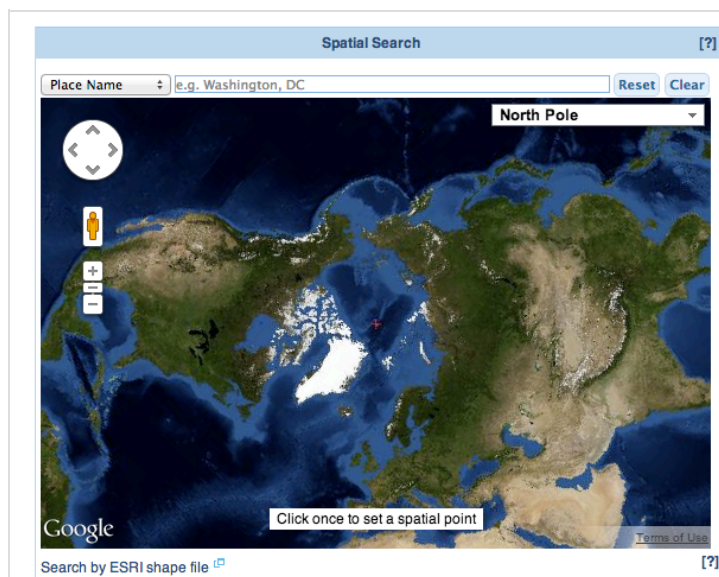 Spatial Search [?]
Place Name e.g. Washington, DC Reset Clear
North Pole
Click once to set a spatial point
Google
Terms of Use
Search by ESRI shape file [?]